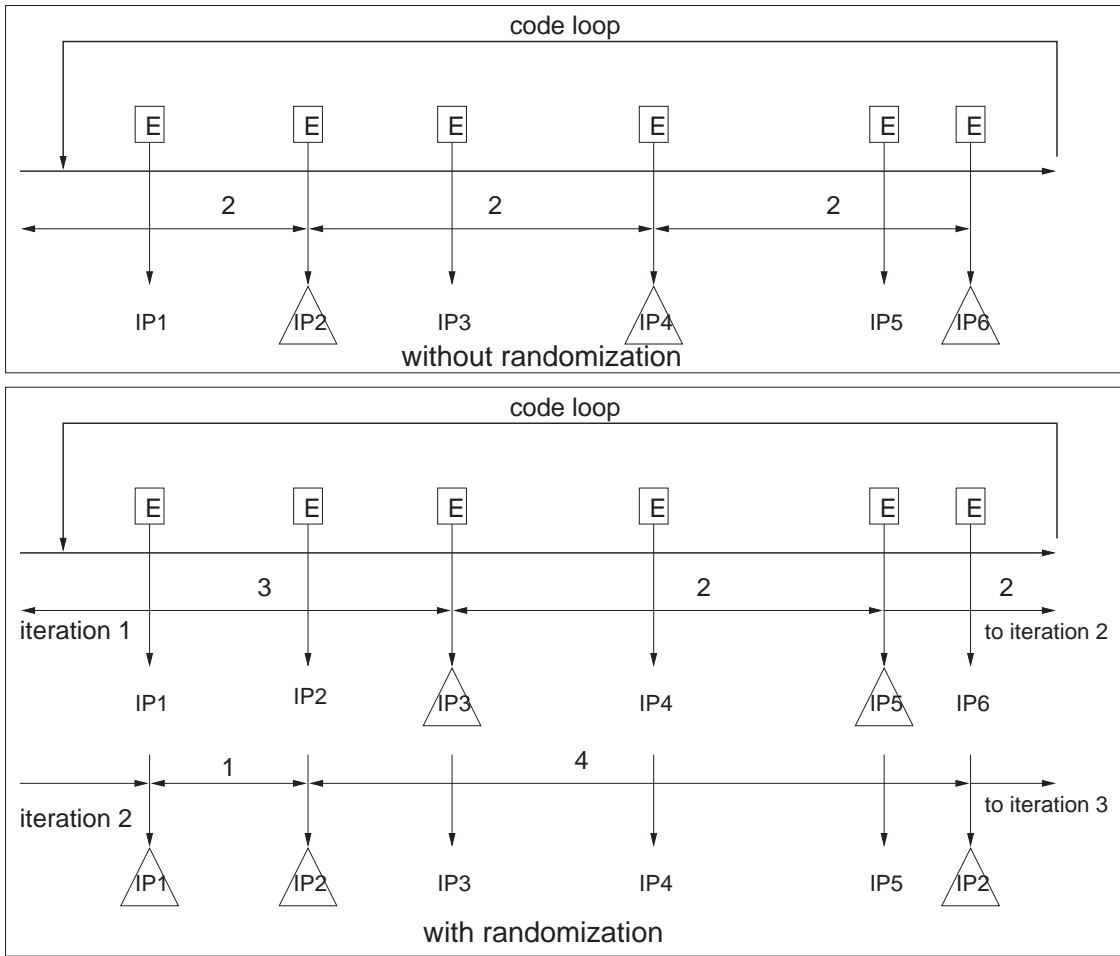 code loop
E E E E E E
2 2 2
IP1 IP2 IP3 IP4 IP5 IP6
without randomization
code loop
E E E E E E
3 2 2
iteration 1 to iteration 2
IP1 IP2 IP3 IP4 IP5 IP6
1 4
iteration 2 to iteration 3
IP1 IP2 IP3 IP4 IP5 IP2
with randomization